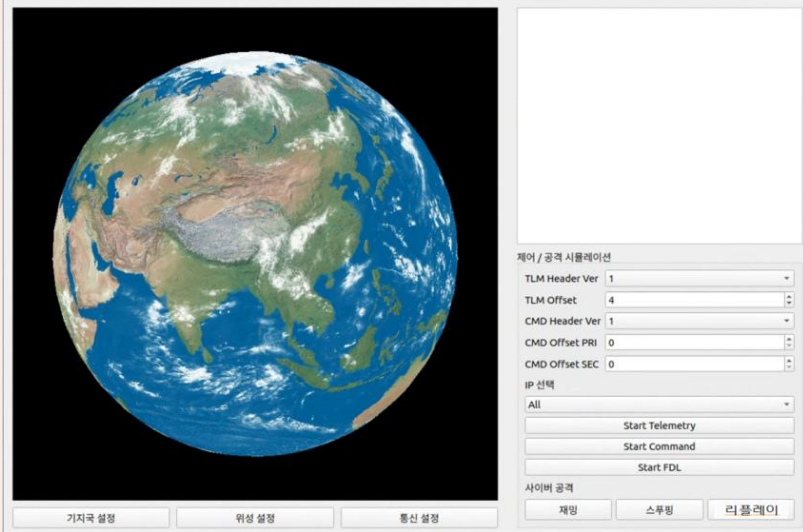 기지국 설정
위성 설정
통신 설정
제어 / 공격 시뮬레이션
TLM Header Ver 1
TLM Offset 4
CMD Header Ver 1
CMD Offset PRI 0
CMD Offset SEC 0
IP 선택
All
Start Telemetry
Start Command
Start FDL
사이버 공격
재밍 스푸핑 리플레이